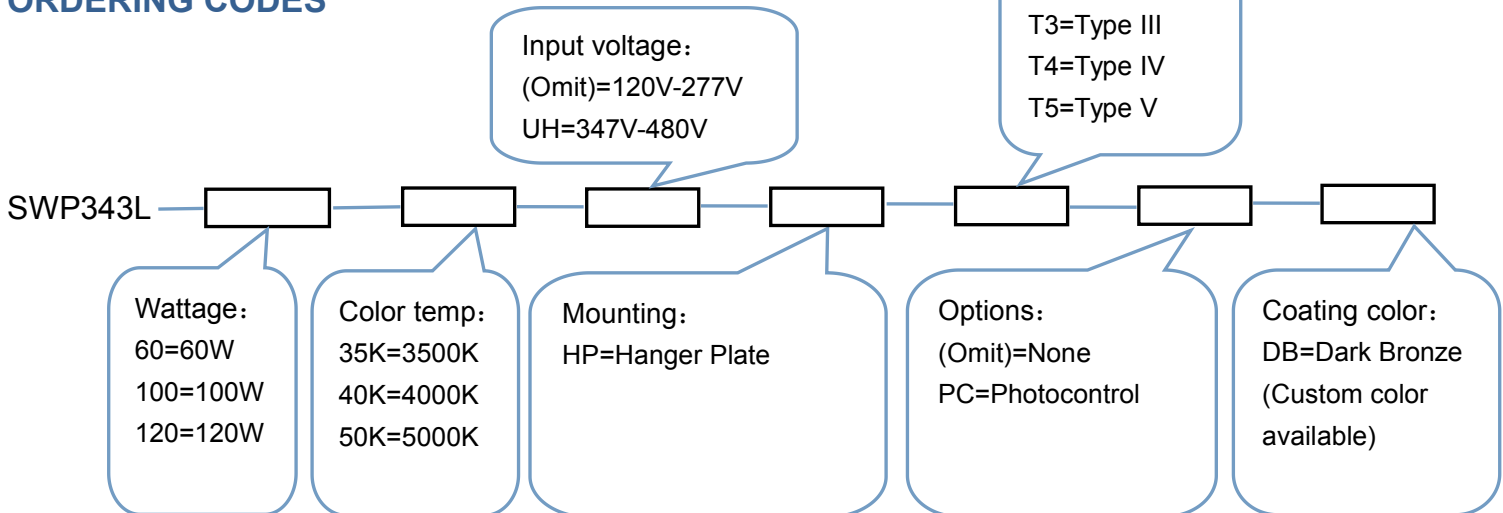 ORDERING CODES
Input voltage：
(Omit)=120V-277V
UH=347V-480V
T3=Type III
T4=Type IV
T5=Type V
SWP343L
Wattage：
60=60W
100=100W
120=120W
Color temp：
35K=3500K
40K=4000K
50K=5000K
Mounting：
HP=Hanger Plate
Options：
(Omit)=None
PC=Photocontrol
Coating color：
DB=Dark Bronze
(Custom color
available)